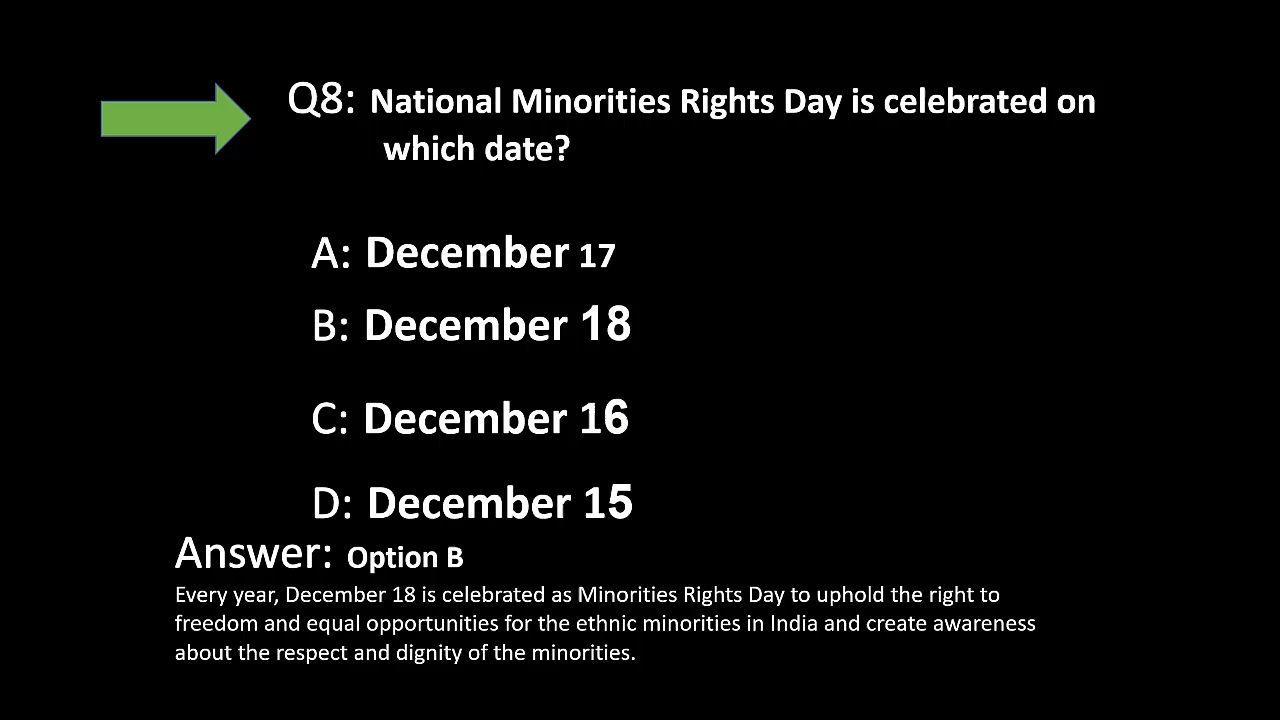 Q8: National Minorities Rights Day is celebrated on
which date?
A: December 17
B: December 18
C: December 16
D: December 15
Answer: Option B
Every year, December 18 is celebrated as Minorities Rights Day to uphold the right to
freedom and equal opportunities for the ethnic minorities in India and create awareness
about the respect and dignity of the minorities.